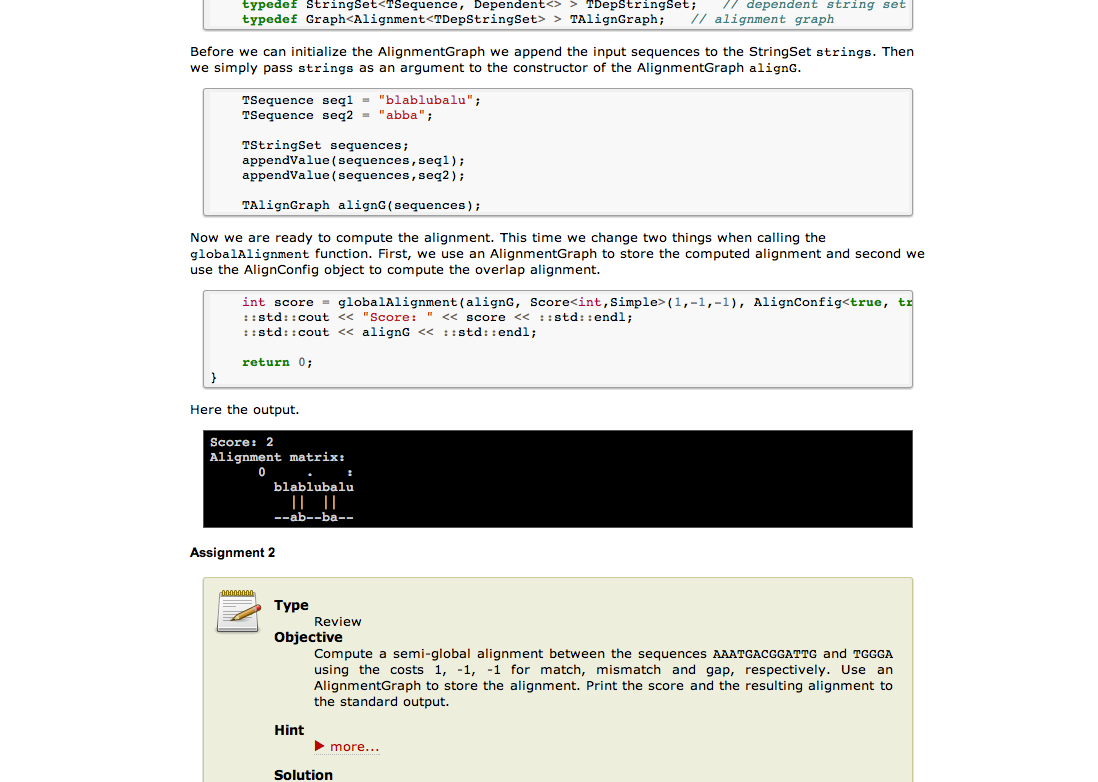 typedef StringSet<TSequence, Dependent<> > TDepStringSet;   // dependent string set
typedef Graph<Alignment<TDepStringSet> > TAlignGraph;   // alignment graph
Before we can initialize the AlignmentGraph we append the input sequences to the StringSet strings. Then
we simply pass strings as an argument to the constructor of the AlignmentGraph alignG.
TSequence seq1 = "blablubalu";
TSequence seq2 = "abba";
TStringSet sequences;
appendValue(sequences,seq1);
appendValue(sequences,seq2);
TAlignGraph alignG(sequences);
Now we are ready to compute the alignment. This time we change two things when calling the
globalAlignment function. First, we use an AlignmentGraph to store the computed alignment and second we
use the AlignConfig object to compute the overlap alignment.
int score = globalAlignment(alignG, Score<int,Simple>(1,-1,-1), AlignConfig<true, tr
::std::cout << "Score: " << score << ::std::endl;
::std::cout << alignG << ::std::endl;
return 0;
}
Here the output.
Score: 2
Alignment matrix:
0     .    :
blablubalu
||  ||
--ab--ba--
Assignment 2
Type
Review
Objective
Compute a semi-global alignment between the sequences AAATGACGGATTG and TGGGA
using the costs 1, -1, -1 for match, mismatch and gap, respectively. Use an
AlignmentGraph to store the alignment. Print the score and the resulting alignment to
the standard output.
Hint
more...
Solution